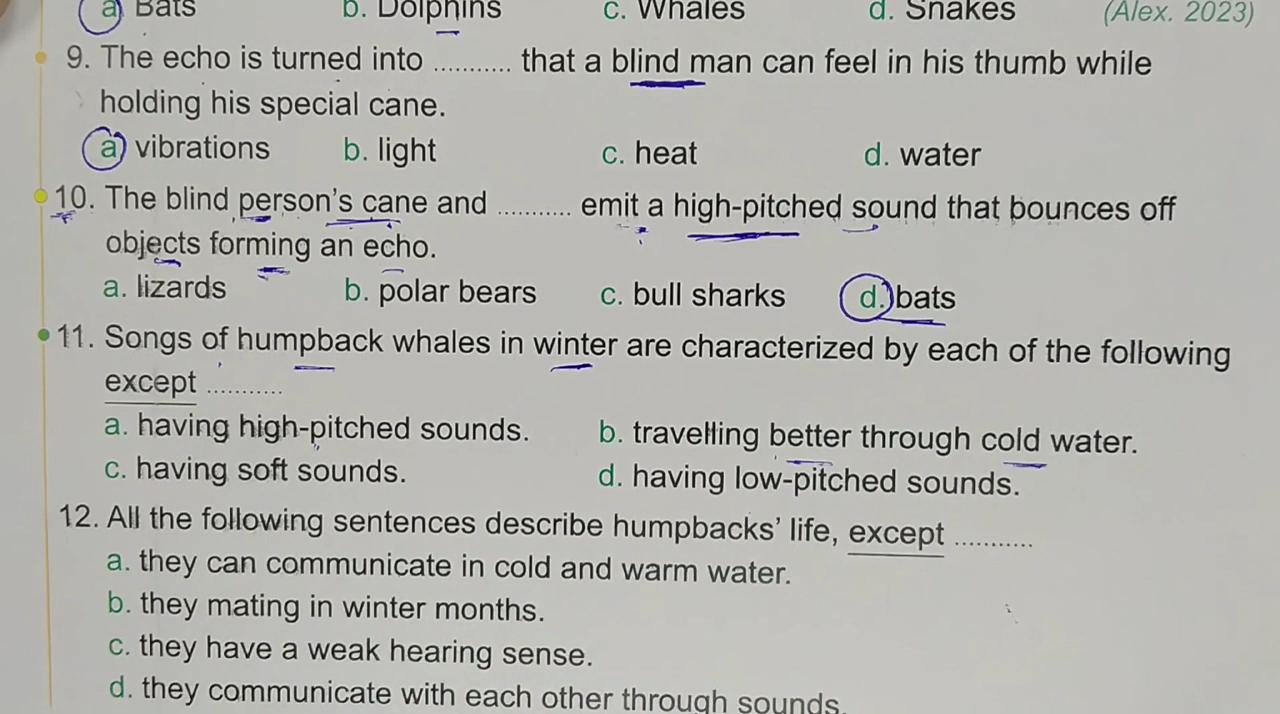 a Bats b. Dolphins c. Whales d. Snakes (Alex. 2023)
9. The echo is turned into ........... that a blind man can feel in his thumb while
holding his special cane.
a vibrations b. light c. heat d. water
10. The blind person's cane and ........... emit a high-pitched sound that bounces off
objects forming an echo.
a. lizards b. polar bears c. bull sharks d. bats
11. Songs of humpback whales in winter are characterized by each of the following
except ...........
a. having high-pitched sounds. b. travelling better through cold water.
c. having soft sounds. d. having low-pitched sounds.
12. All the following sentences describe humpbacks' life, except ...........
a. they can communicate in cold and warm water.
b. they mating in winter months.
c. they have a weak hearing sense.
d. they communicate with each other through sounds.